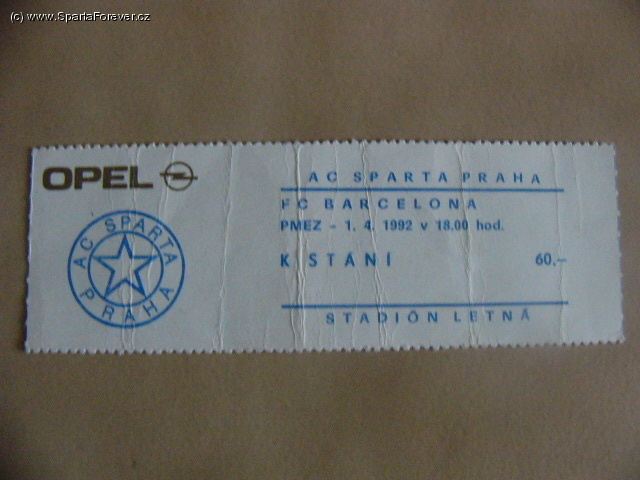 (c) www.SpartaForever.cz
OPEL
AC SPARTA
PRAHA
AC SPARTA PRAHA
FC BARCELONA
PMEZ - 1. 4. 1992 v 18.00 hod.
K STÁNÍ 60.-
STADIÓN LETNÁ